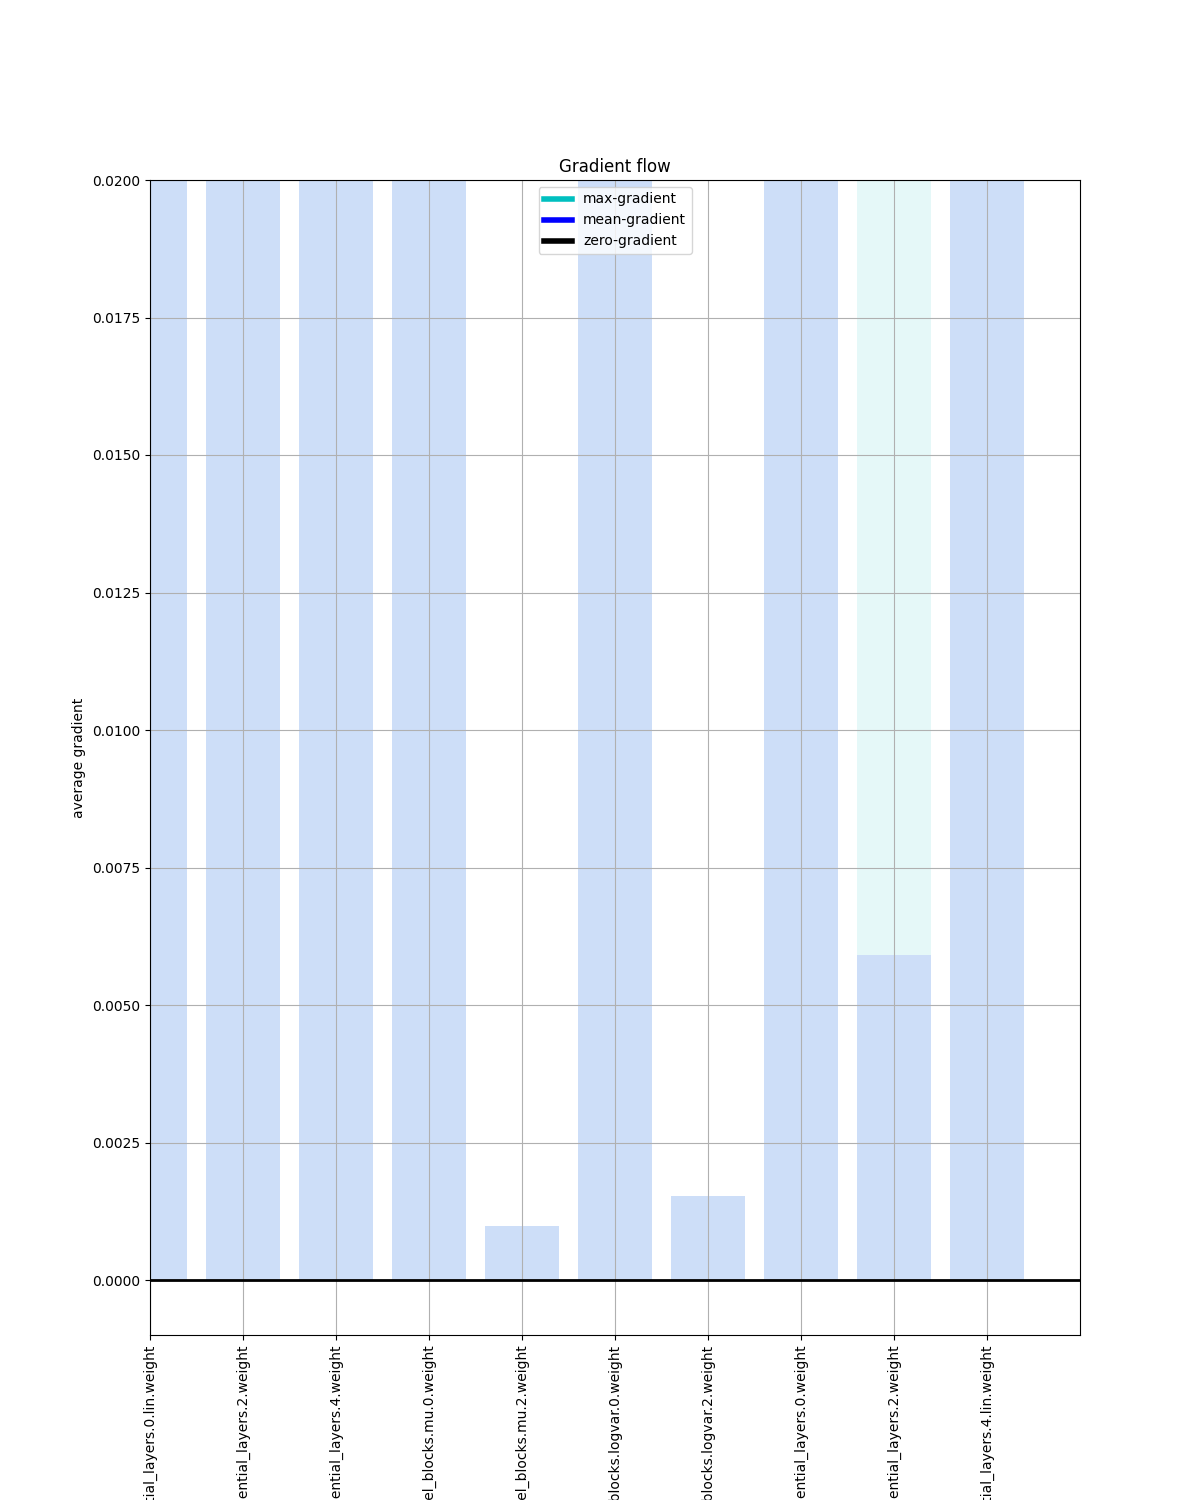 Gradient flow
max-gradient
mean-gradient
zero-gradient
0.0200
0.0175
0.0150
0.0125
0.0100
0.0075
0.0050
0.0025
0.0000
average gradient
tial_layers.0.lin.weight
ential_layers.2.weight
ential_layers.4.weight
el_blocks.mu.0.weight
el_blocks.mu.2.weight
blocks.logvar.0.weight
blocks.logvar.2.weight
ential_layers.0.weight
ential_layers.2.weight
tial_layers.4.lin.weight